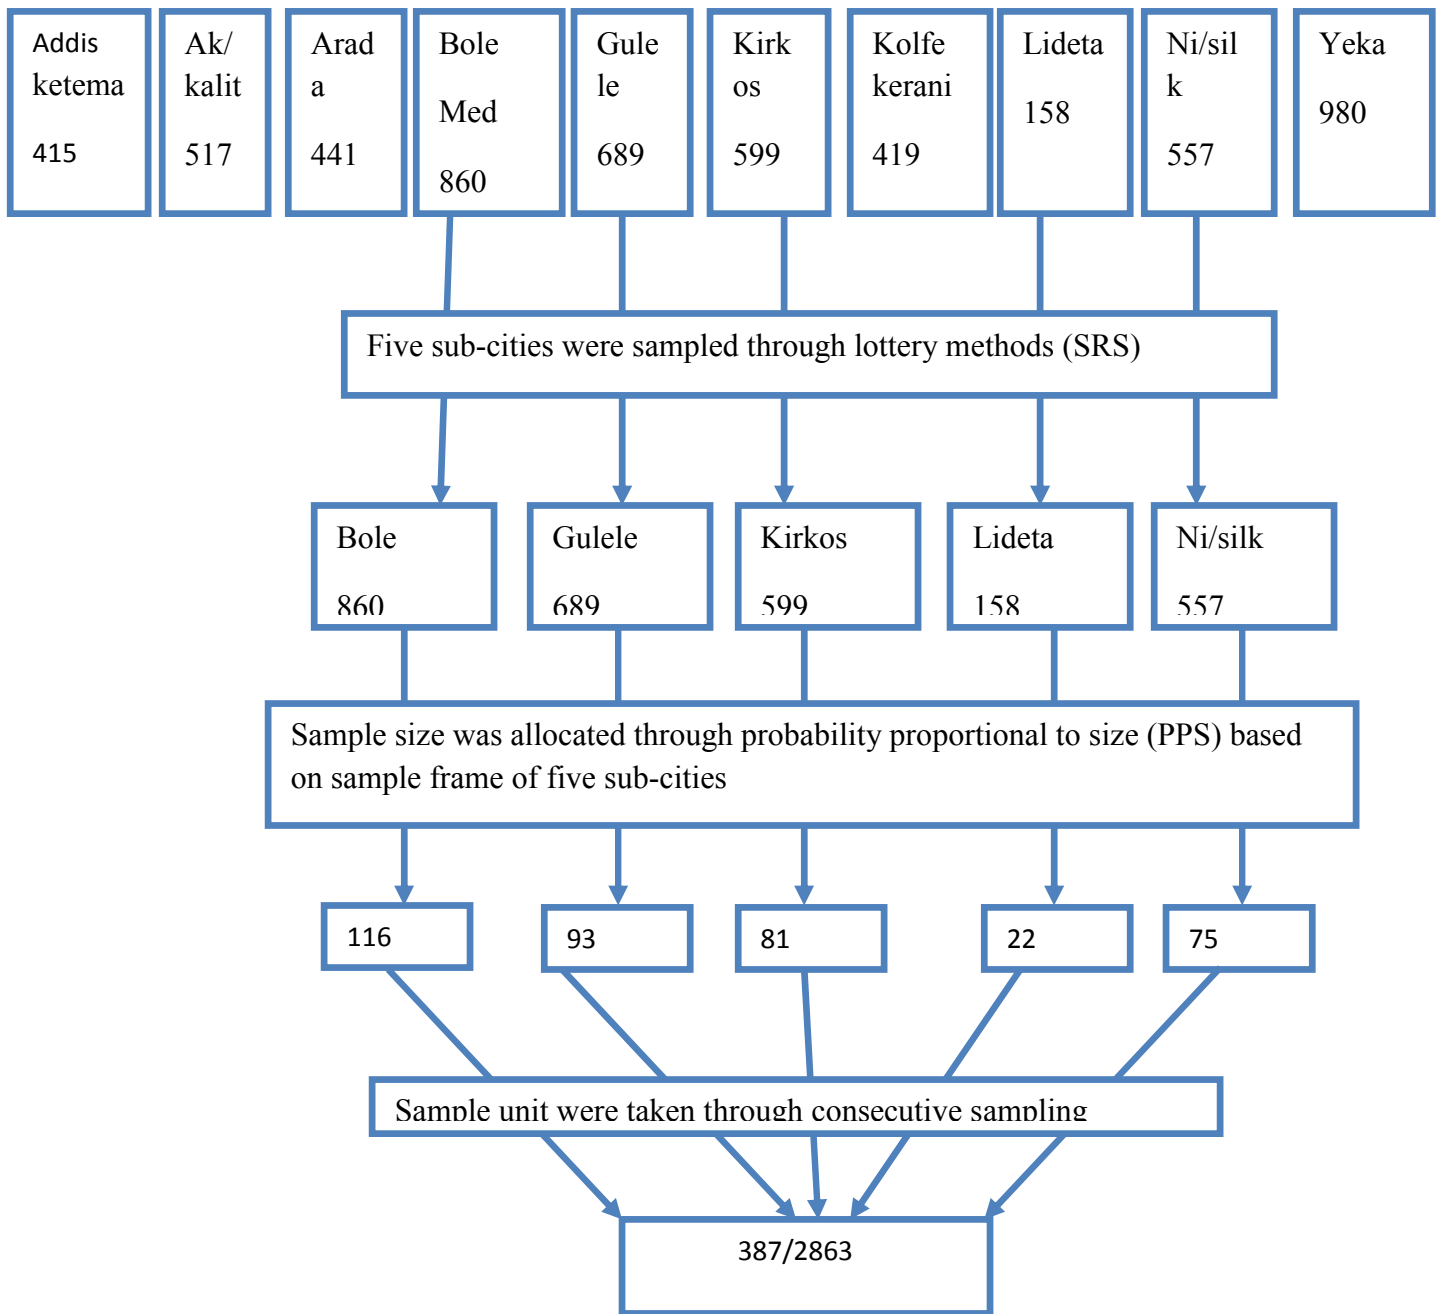 Addis
ketema
415
Ak/
kalit
517
Arad
a
441
Bole
Med
860
Gule
le
689
Kirk
os
599
Kolfe
kerani
419
Lideta
158
Ni/sil
k
557
Yeka
980
Five sub-cities were sampled through lottery methods (SRS)
Bole
860
Gulele
689
Kirkos
599
Lideta
158
Ni/silk
557
Sample size was allocated through probability proportional to size (PPS) based
on sample frame of five sub-cities
116
93
81
22
75
Sample unit were taken through consecutive sampling
387/2863